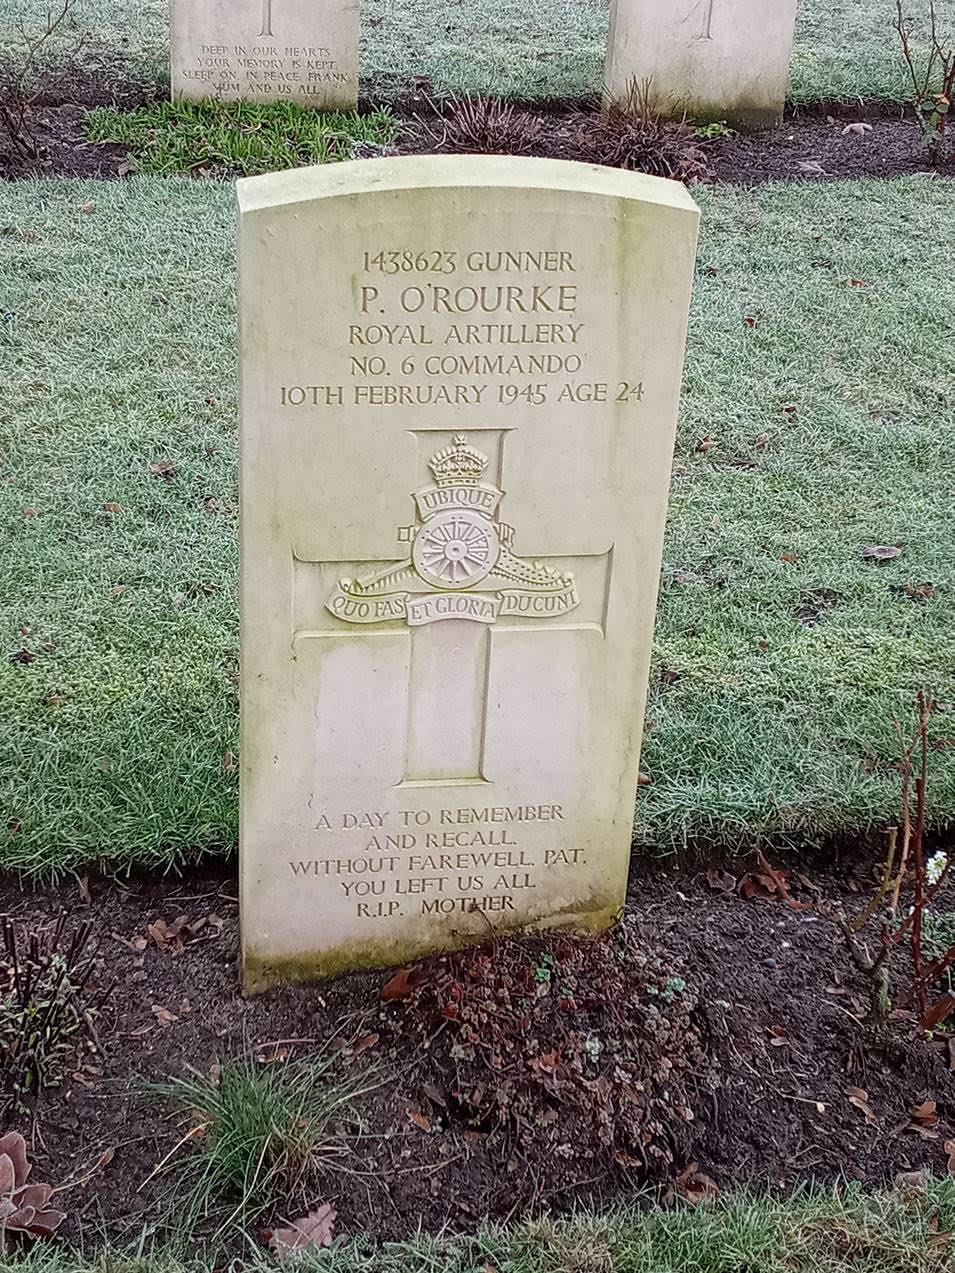 DEEP IN OUR HEARTS
YOUR MEMORY IS KEPT.
SLEEP ON IN PEACE, FRANK
MUM AND US ALL
1438623 GUNNER
P. O'ROURKE
ROYAL ARTILLERY
NO. 6 COMMANDO
10TH FEBRUARY 1945 AGE 24
UBIQUE
QUO FAS ET GLORIA DUCUNT
A DAY TO REMEMBER
AND RECALL.
WITHOUT FAREWELL, PAT.
YOU LEFT US ALL
R.I.P. MOTHER